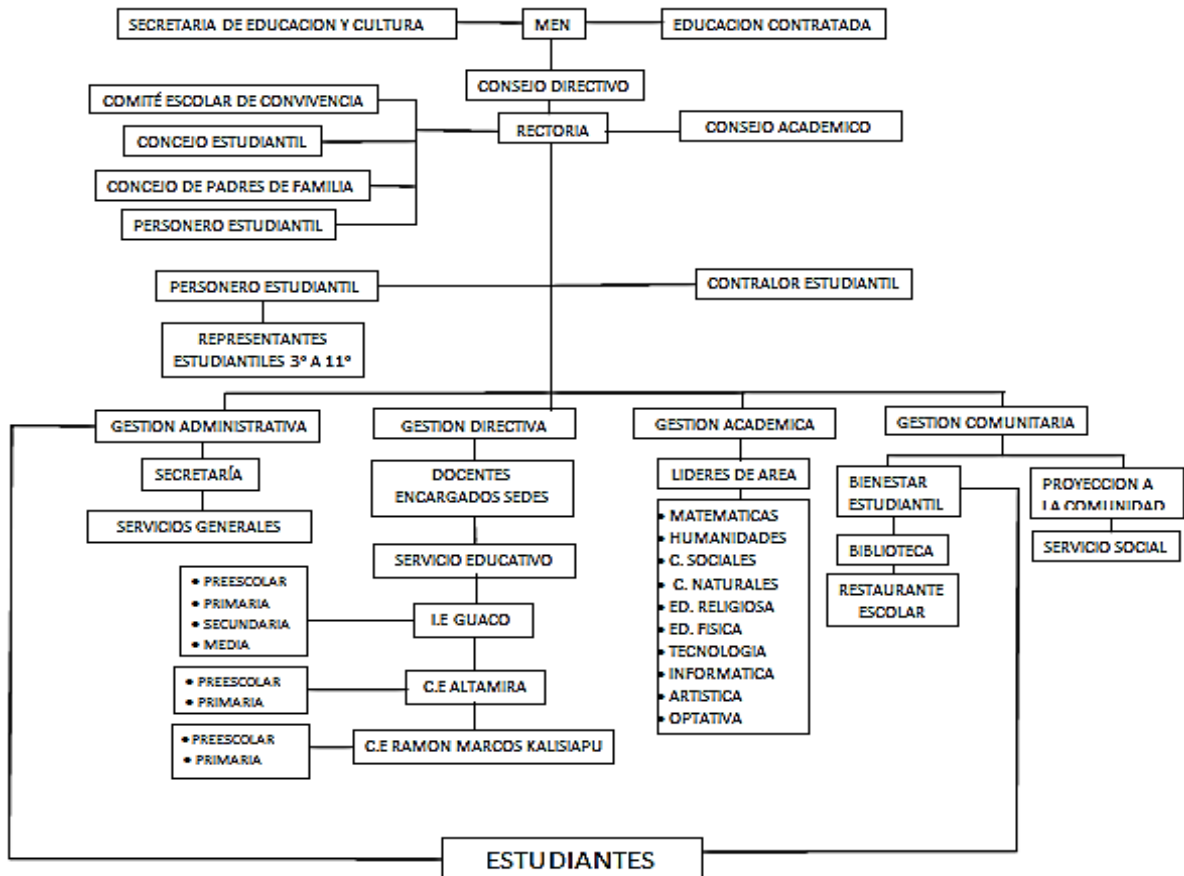 SECRETARIA DE EDUCACION Y CULTURA
MEN
EDUCACION CONTRATADA
CONSEJO DIRECTIVO
COMITÉ ESCOLAR DE CONVIVENCIA
RECTORIA
CONSEJO ACADEMICO
CONCEJO ESTUDIANTIL
CONCEJO DE PADRES DE FAMILIA
PERSONERO ESTUDIANTIL
PERSONERO ESTUDIANTIL
CONTRALOR ESTUDIANTIL
REPRESENTANTES
ESTUDIANTILES 3° A 11°
GESTION ADMINISTRATIVA
SECRETARÍA
SERVICIOS GENERALES
GESTION DIRECTIVA
DOCENTES
ENCARGADOS SEDES
SERVICIO EDUCATIVO
I.E GUACO
• PREESCOLAR
• PRIMARIA
• SECUNDARIA
• MEDIA
C.E ALTAMIRA
• PREESCOLAR
• PRIMARIA
C.E RAMON MARCOS KALISIAPU
• PREESCOLAR
• PRIMARIA
GESTION ACADEMICA
LIDERES DE AREA
• MATEMATICAS
• HUMANIDADES
• C. SOCIALES
• C. NATURALES
• ED. RELIGIOSA
• ED. FISICA
• TECNOLOGIA
• INFORMATICA
• ARTISTICA
• OPTATIVA
GESTION COMUNITARIA
BIENESTAR
ESTUDIANTIL
BIBLIOTECA
RESTAURANTE
ESCOLAR
PROYECCION A
LA COMUNIDAD
SERVICIO SOCIAL
ESTUDIANTES